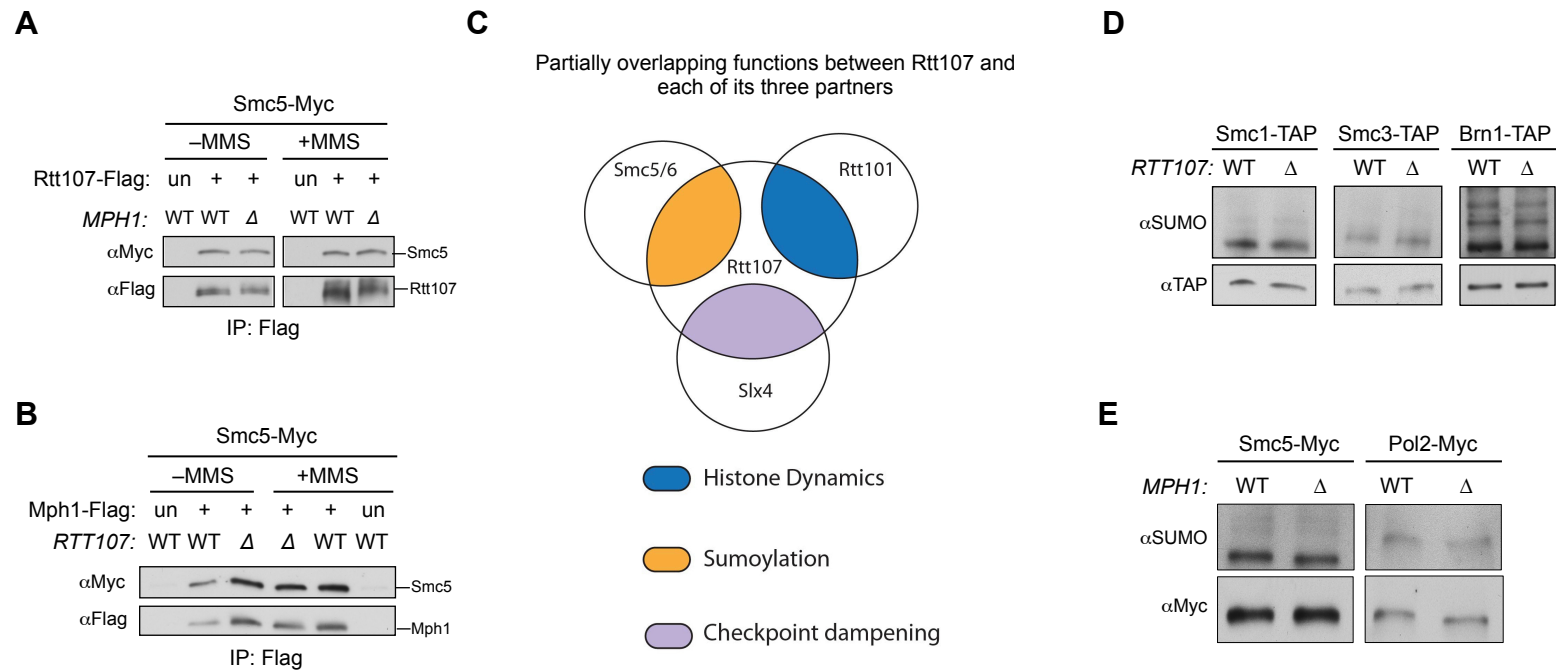 A
Smc5-Myc
–MMS +MMS
Rtt107-Flag: un + + un + +
MPH1: WT WT Δ WT WT Δ
αMyc Smc5
αFlag Rtt107
IP: Flag
B
Smc5-Myc
–MMS +MMS
Mph1-Flag: un + + + + un
RTT107: WT WT Δ Δ WT WT
αMyc Smc5
αFlag Mph1
IP: Flag
C
Partially overlapping functions between Rtt107 and
each of its three partners
Smc5/6 Rtt101
Rtt107
Slx4
Histone Dynamics
Sumoylation
Checkpoint dampening
D
Smc1-TAP Smc3-TAP Brn1-TAP
RTT107: WT Δ WT Δ WT Δ
αSUMO
αTAP
E
Smc5-Myc Pol2-Myc
MPH1: WT Δ WT Δ
αSUMO
αMyc